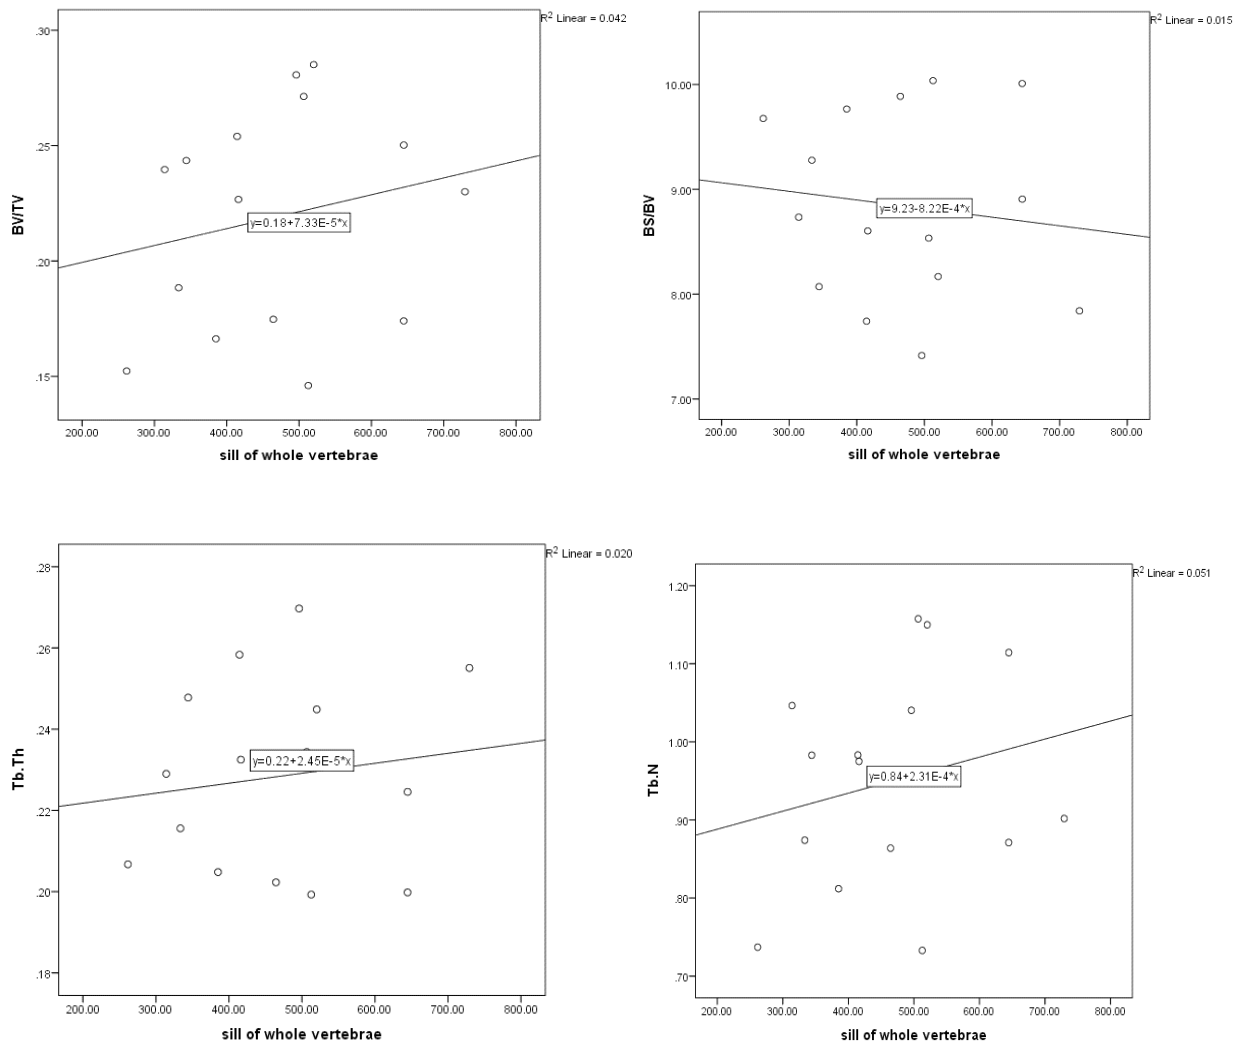 R2 Linear = 0.042
.30
.25
.20
.15
BV/TV
y=0.18+7.33E-5*x
200.00 300.00 400.00 500.00 600.00 700.00 800.00
sill of whole vertebrae
R2 Linear = 0.015
10.00
9.00
8.00
7.00
BS/BV
y=9.23-8.22E-4*x
200.00 300.00 400.00 500.00 600.00 700.00 800.00
sill of whole vertebrae
R2 Linear = 0.020
.28
.26
.24
.22
.20
.18
Tb.Th
y=0.22+2.45E-5*x
200.00 300.00 400.00 500.00 600.00 700.00 800.00
sill of whole vertebrae
R2 Linear = 0.051
1.20
1.10
1.00
.90
.80
.70
Tb.N
y=0.84+2.31E-4*x
200.00 300.00 400.00 500.00 600.00 700.00 800.00
sill of whole vertebrae